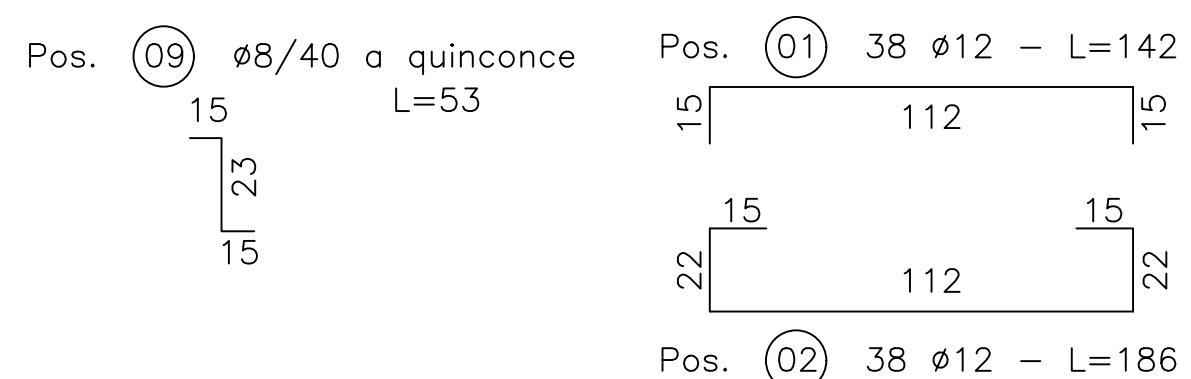 Pos. 09 ø8/40 a quinconce
L=53
15
23
15
Pos. 01 38 ø12 – L=142
15 112 15
15 15
22 112 22
Pos. 02 38 ø12 – L=186